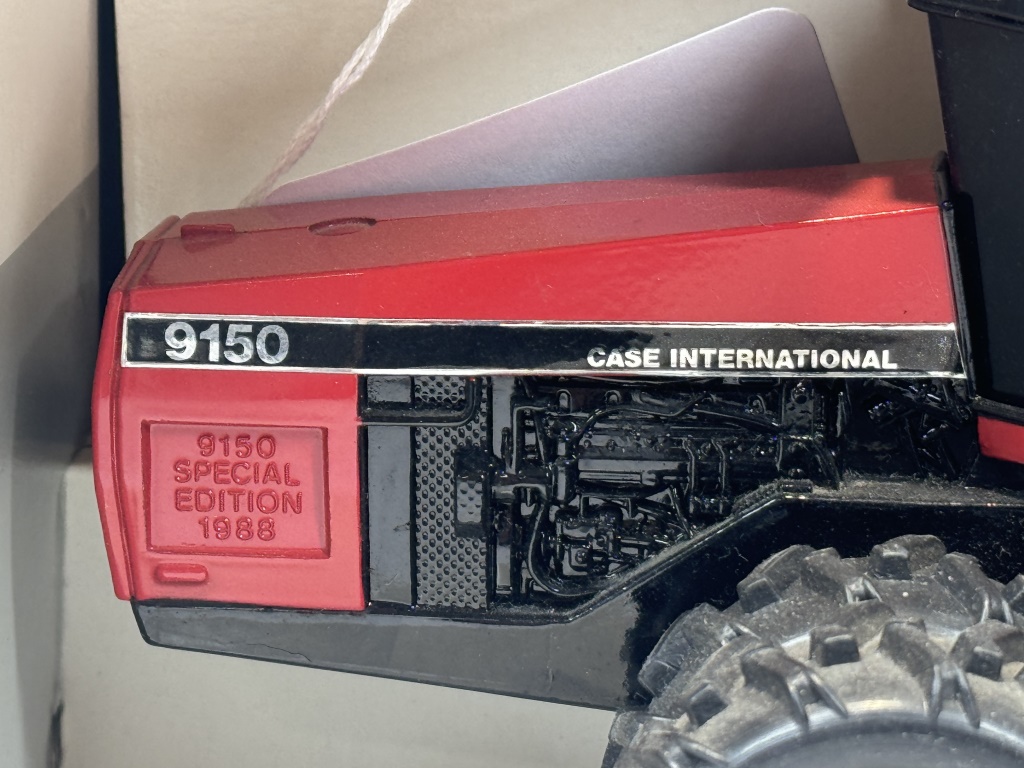 9150
CASE INTERNATIONAL
9150
SPECIAL
EDITION
1988